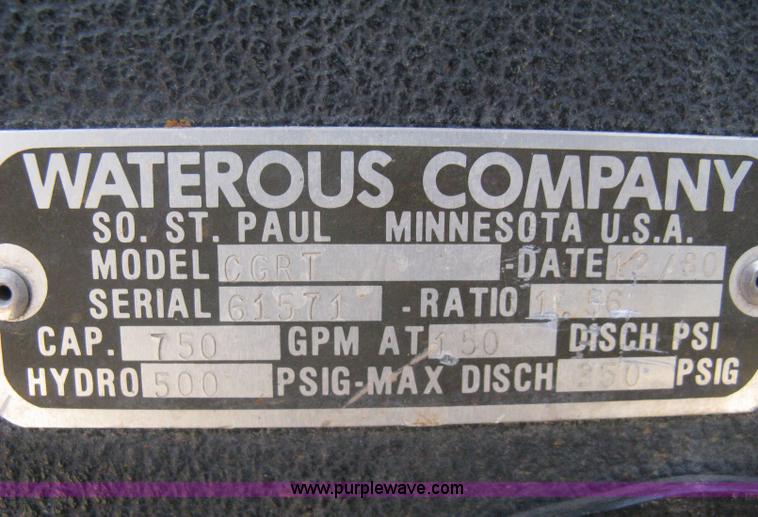 WATEROUS COMPANY
SO. ST. PAUL MINNESOTA U.S.A.
MODEL CGRT -DATE 12/80
SERIAL 61571 -RATIO
CAP. 750 GPM AT 150 DISCH PSI
HYDRO 500 PSIG-MAX DISCH 350 PSIG
www.purplewave.com